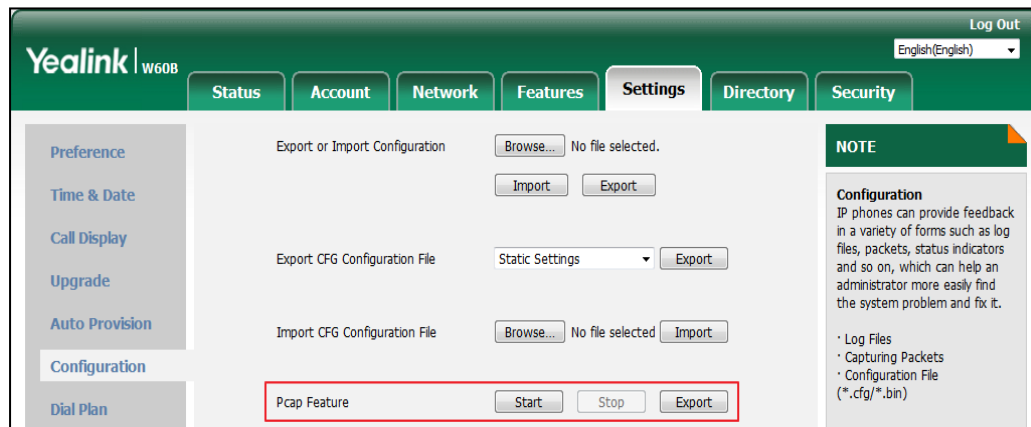 Log Out
Yealink | W60B
English(English)
Status Account Network Features Settings Directory Security
Preference
Time & Date
Call Display
Upgrade
Auto Provision
Configuration
Dial Plan
Export or Import Configuration Browse... No file selected.
Import Export
Export CFG Configuration File Static Settings Export
Import CFG Configuration File Browse... No file selected Import
Pcap Feature Start Stop Export
NOTE
Configuration
IP phones can provide feedback
in a variety of forms such as log
files, packets, status indicators
and so on, which can help an
administrator more easily find
the system problem and fix it.
· Log Files
· Capturing Packets
· Configuration File
(*.cfg/*.bin)